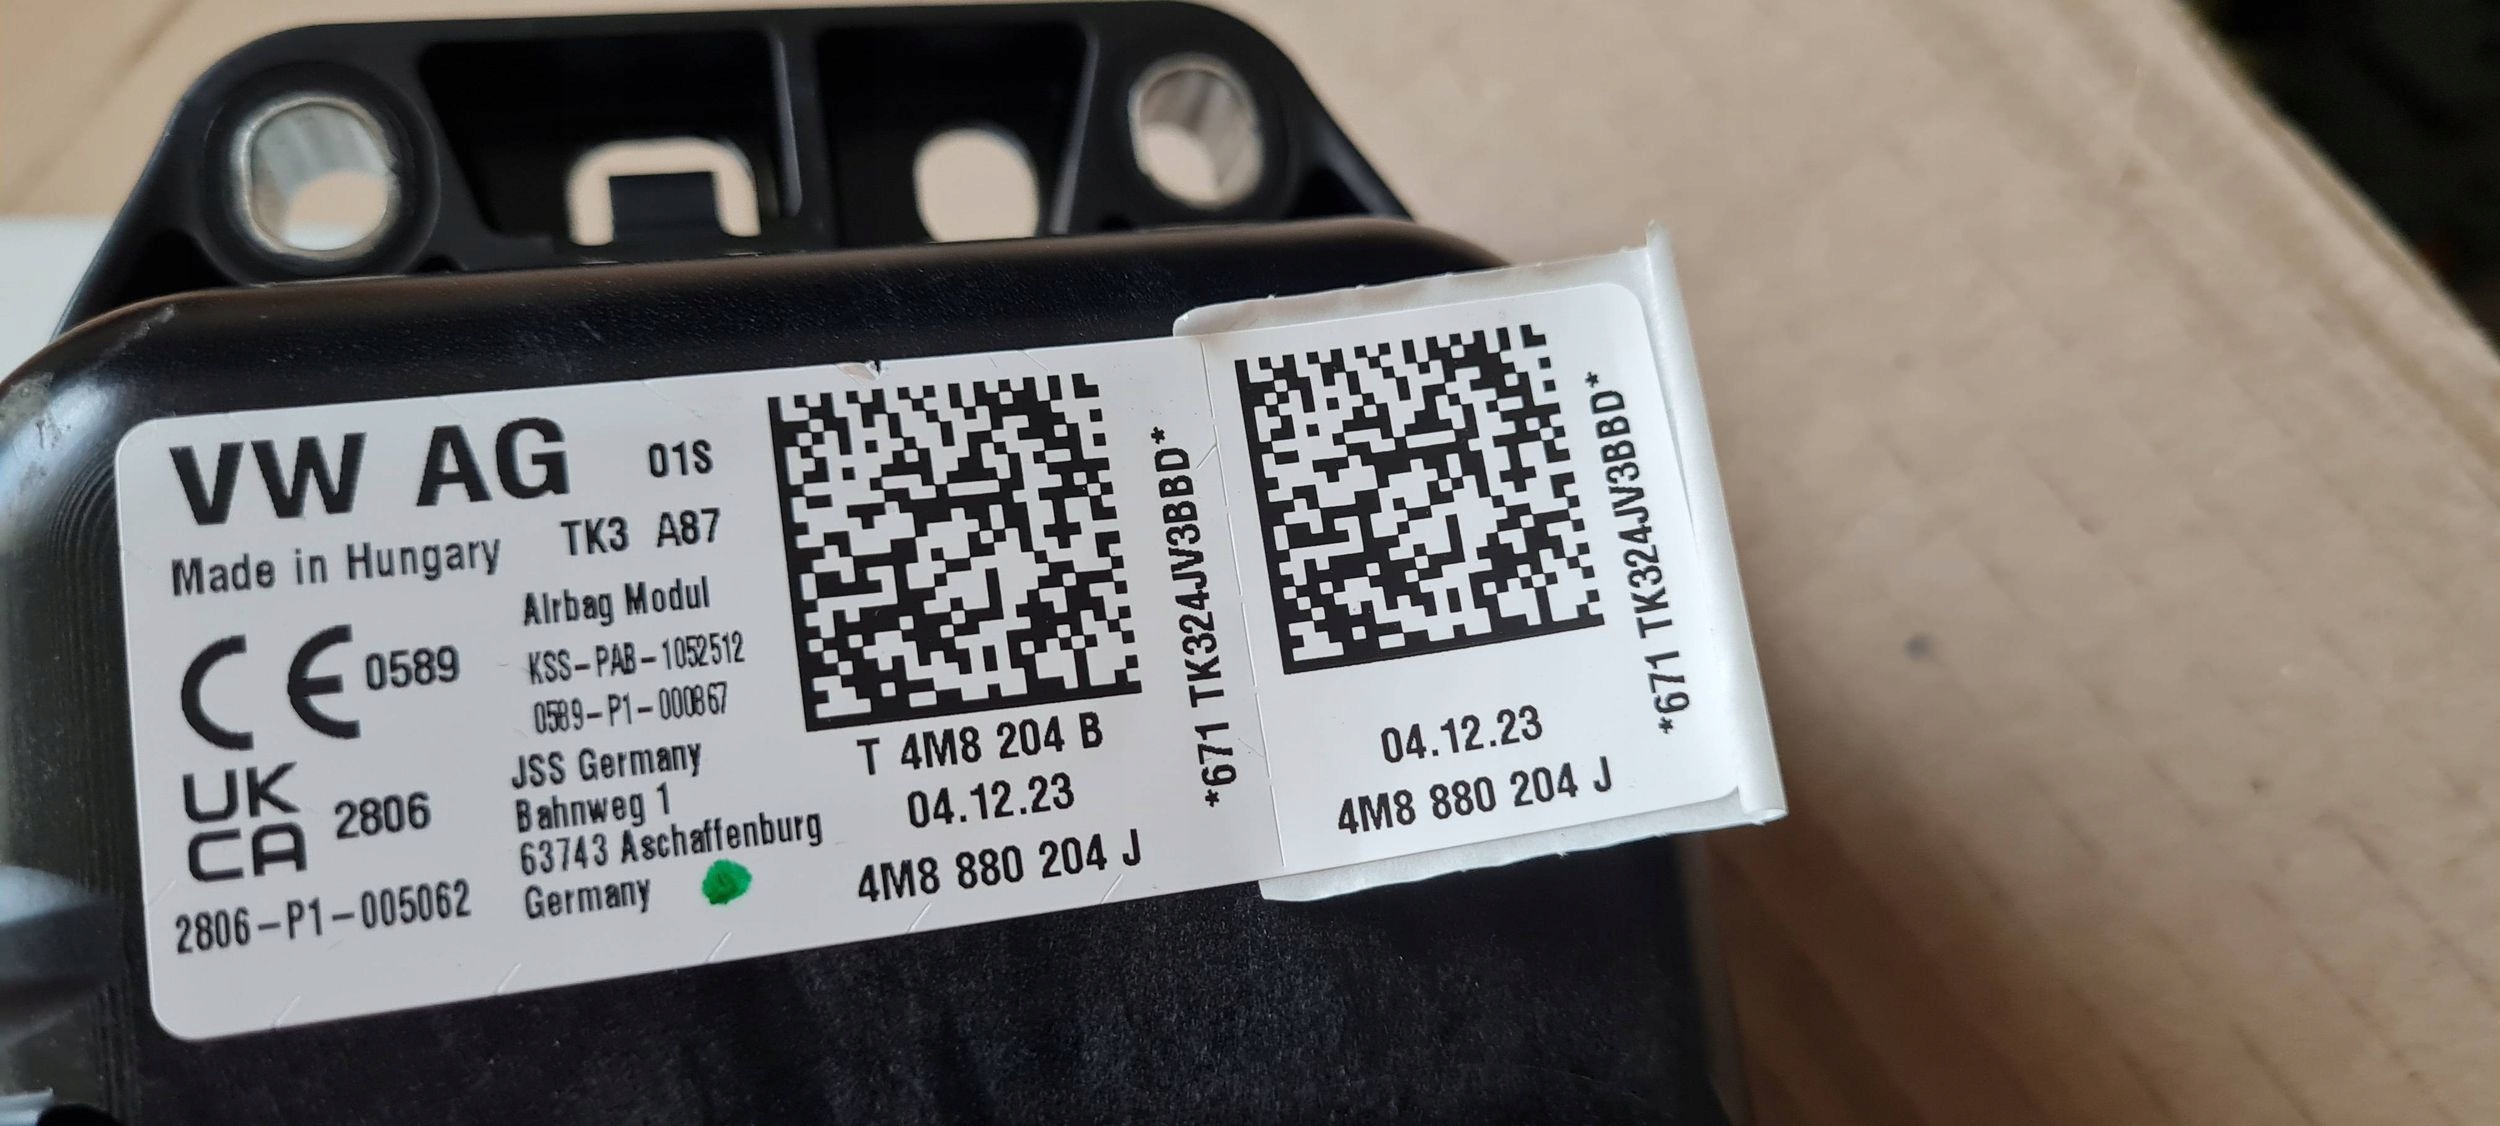 VW AG 01S
Made in Hungary TK3 A87
CE 0589
UK
CA 2806
2806-P1-005062
Airbag Modul
KSS-PAB-1052512
0589-P1-000867
JSS Germany
Bahnweg 1
63743 Aschaffenburg
Germany
T 4M8 204 B
04.12.23
4M8 880 204 J
*671 TK324JV3BBD*
04.12.23
4M8 880 204 J
*671 TK324JV3BBD*